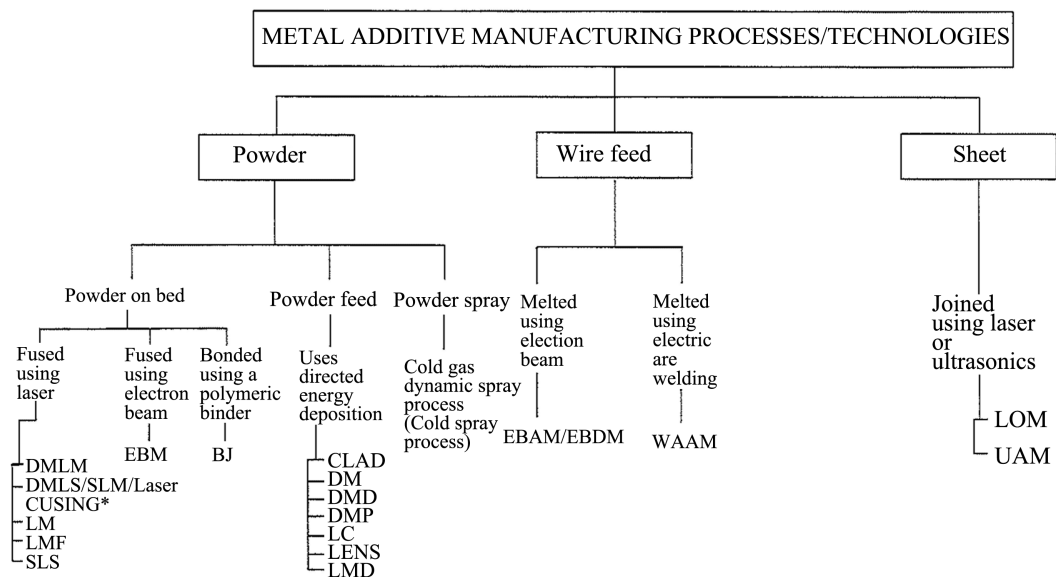 METAL ADDITIVE MANUFACTURING PROCESSES/TECHNOLOGIES
Powder
Wire feed
Sheet
Powder on bed
Powder feed
Powder spray
Fused
using
laser
Fused
using
electron
beam
Bonded
using a
polymeric
binder
Uses
directed
energy
deposition
Cold gas
dynamic spray
process
(Cold spray
process)
Melted
using
election
beam
Melted
using
electric
are
welding
Joined
using laser
or
ultrasonics
DMLM
DMLS/SLM/Laser
CUSING*
LM
LMF
SLS
EBM
BJ
CLAD
DM
DMD
DMP
LC
LENS
LMD
EBAM/EBDM
WAAM
LOM
UAM